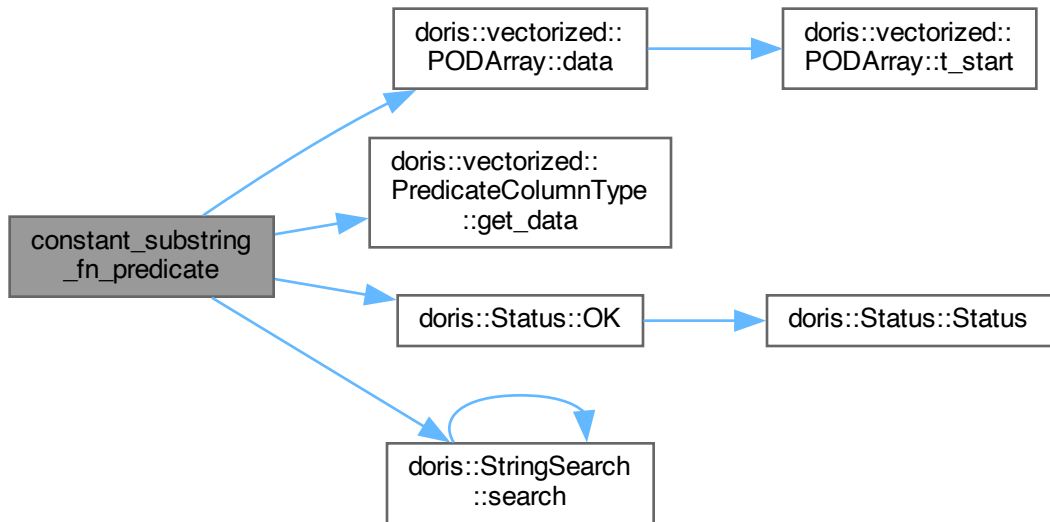 doris::vectorized::
PODArray::data
doris::vectorized::
PODArray::t_start
doris::vectorized::
PredicateColumnType
::get_data
constant_substring
_fn_predicate
doris::Status::OK
doris::Status::Status
doris::StringSearch
::search